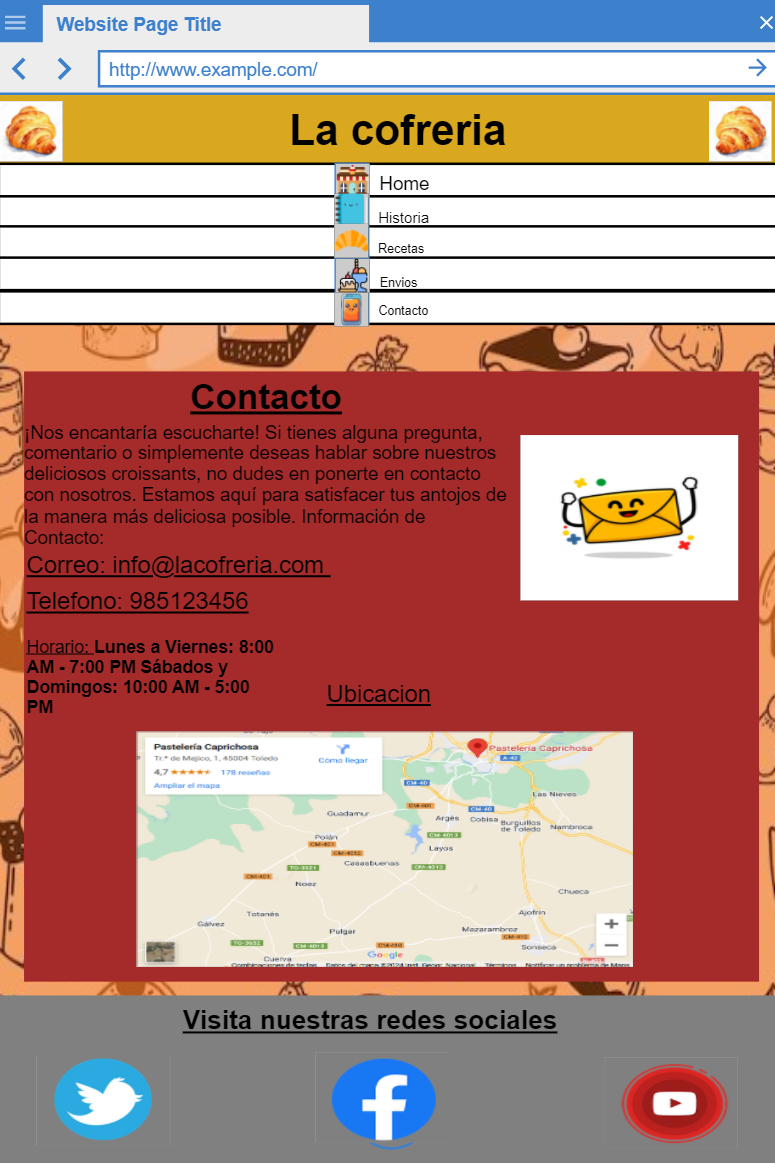 Website Page Title
http://www.example.com/
La cofreria
Home
Historia
Recetas
Envios
Contacto
Contacto
¡Nos encantaría escucharte! Si tienes alguna pregunta,
comentario o simplemente deseas hablar sobre nuestros
deliciosos croissants, no dudes en ponerte en contacto
con nosotros. Estamos aquí para satisfacer tus antojos de
la manera más deliciosa posible. Información de
Contacto:
Correo: info@lacofreria.com
Telefono: 985123456
Horario: Lunes a Viernes: 8:00
AM - 7:00 PM Sábados y
Domingos: 10:00 AM - 5:00
PM
Ubicacion
Pastelería Caprichosa
Tr.ª de Mejico, 1, 45004 Toledo
4,7 178 reseñas
Ampliar el mapa
Cómo llegar
Pastelería Caprichosa
A-42
CM-40
Las Nieves
CM-401
CM-40
Guadamur
Argés
Cobisa
Burguillos
de Toledo
Nambroca
Polán
CM-401
CM-4013
Layos
CM-4052
Casasbuenas
TO-3521
CM-4013
CM-401
Noez
Chueca
Totanés
Ajofrín
Gálvez
Pulgar
Mazarambroz
CM-410
CM-4013
Sonseca
Cuerva
Google
Combinaciones de teclas Datos del mapa ©2024 Inst. Geogr. Nacional Términos Notificar un problema de Maps
Visita nuestras redes sociales